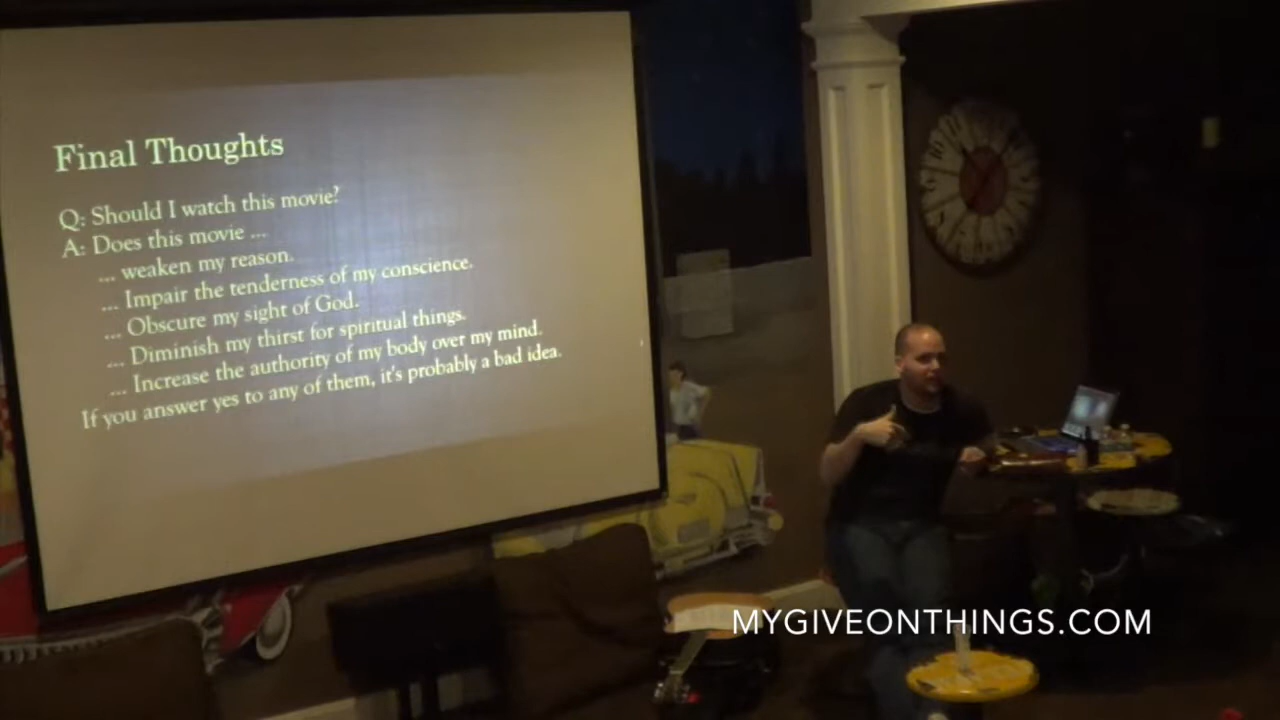 Final Thoughts
Q: Should I watch this movie?
A: Does this movie ...
... weaken my reason.
... Impair the tenderness of my conscience.
... Obscure my sight of God.
... Diminish my thirst for spiritual things.
... Increase the authority of my body over my mind.
If you answer yes to any of them, it's probably a bad idea.
MYGIVEONTHINGS.COM